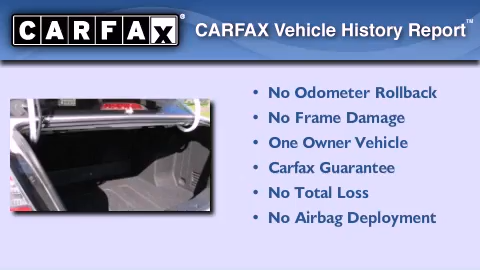 CARFAX® CARFAX Vehicle History Report™
• No Odometer Rollback
• No Frame Damage
• One Owner Vehicle
• Carfax Guarantee
• No Total Loss
• No Airbag Deployment